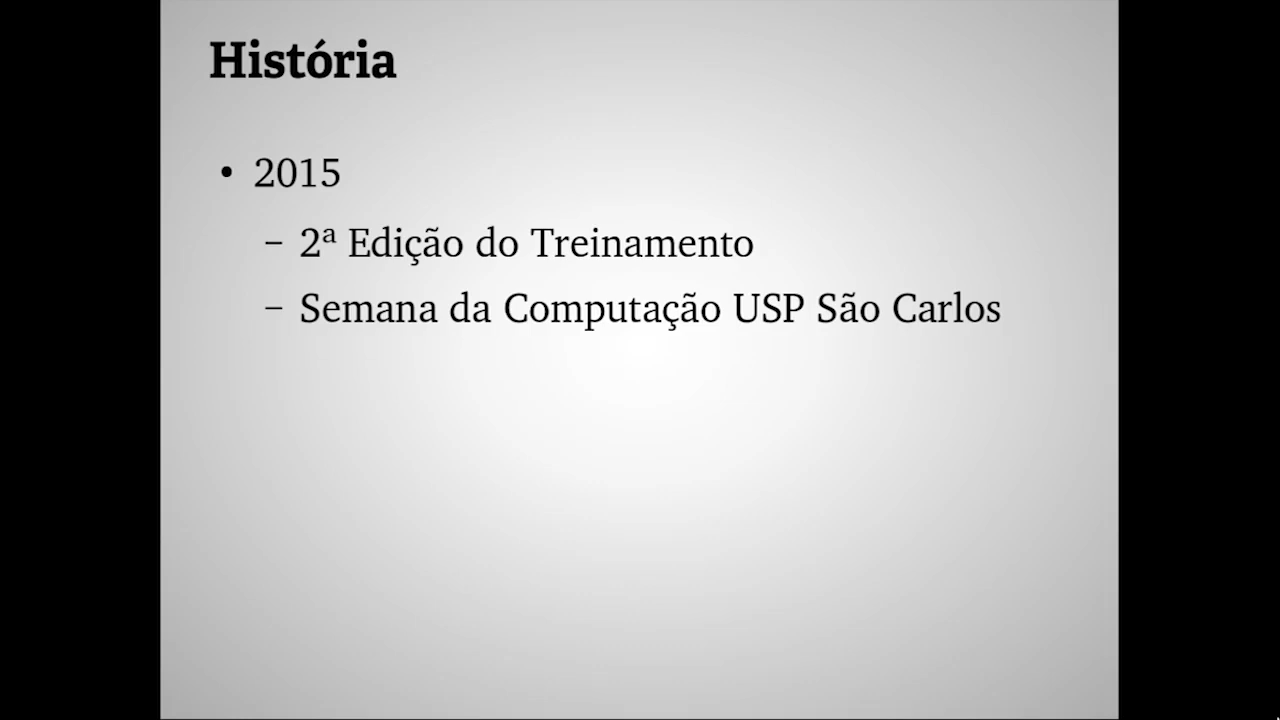 História
• 2015
– 2ª Edição do Treinamento
– Semana da Computação USP São Carlos